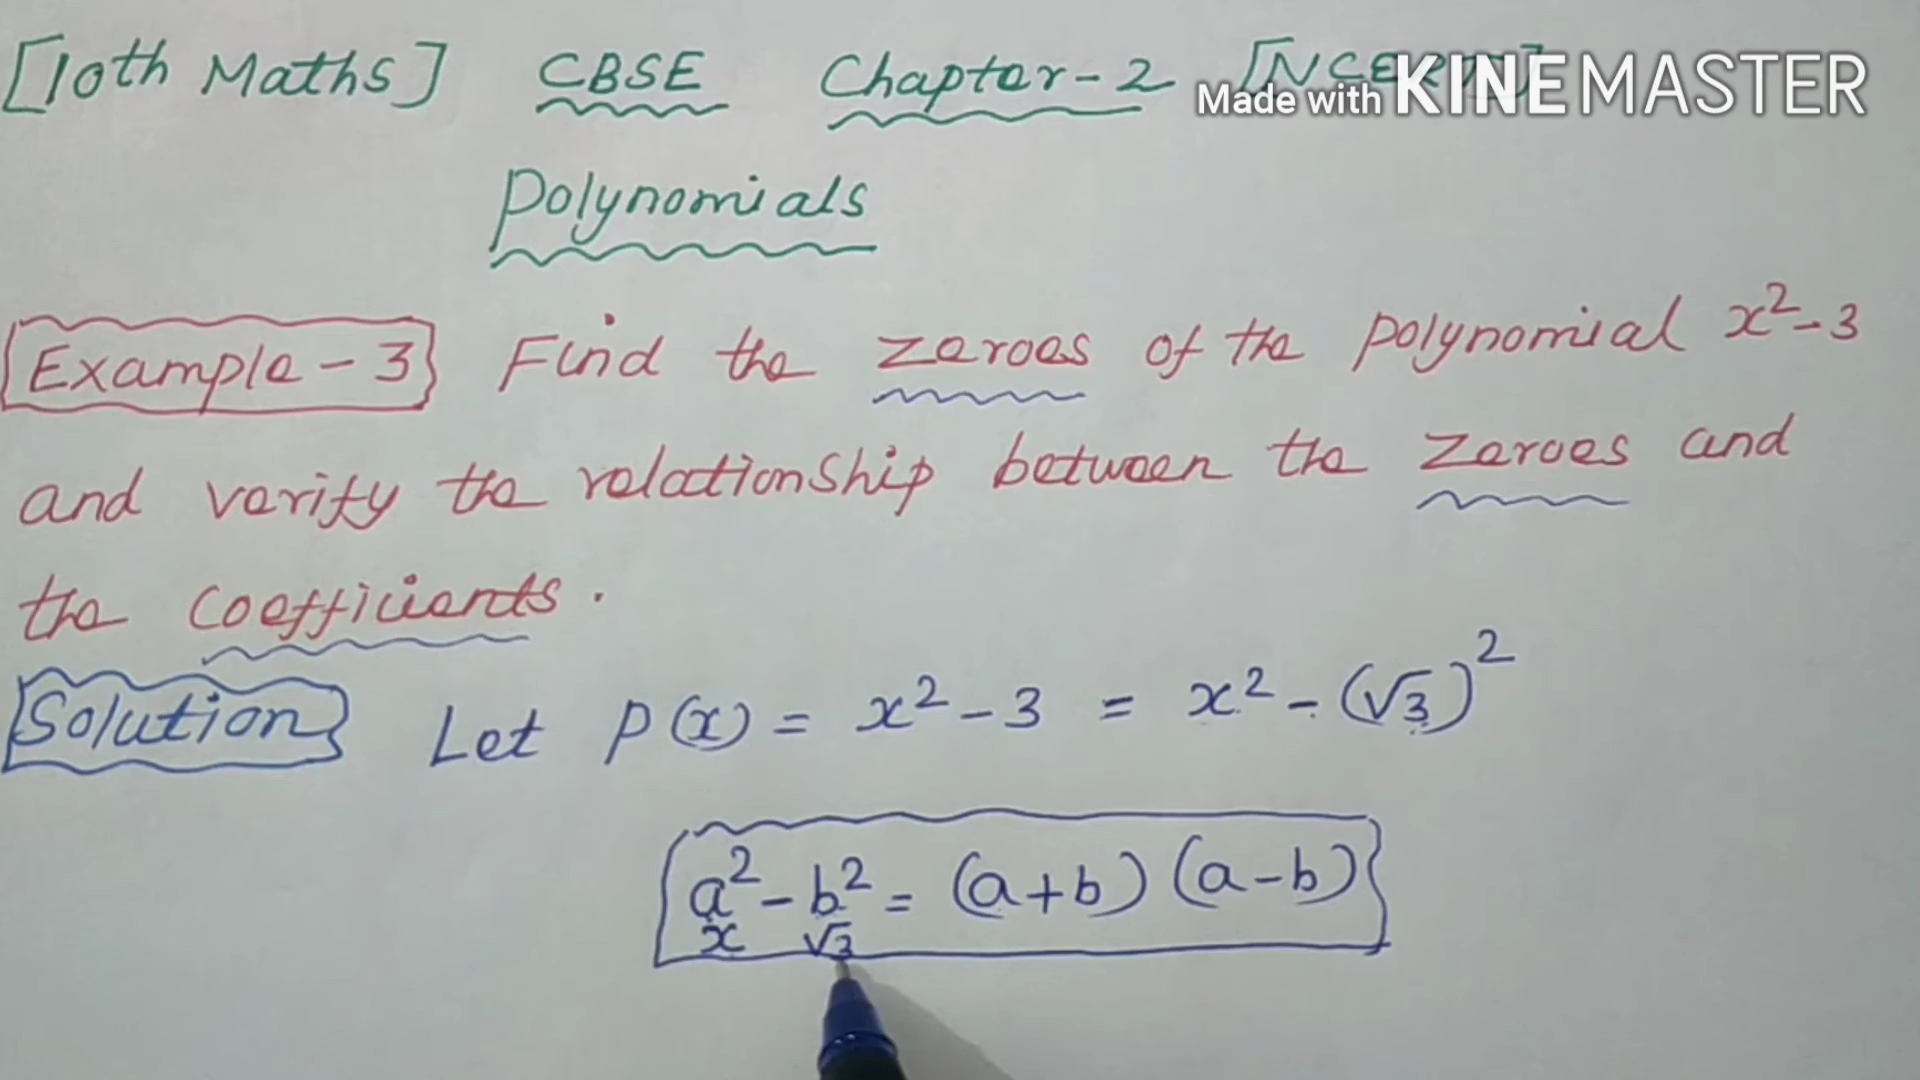 [10th Maths] CBSE Chapter-2 [NCERT]
Made with KINEMASTER
Polynomials
Example-3 Find the zeroes of the polynomial x²-3
and verify the relationship between the zeroes and
the coefficients.
Solution Let P(x) = x²-3 = x²-(√3)²
a²-b² = (a+b)(a-b)
x √3